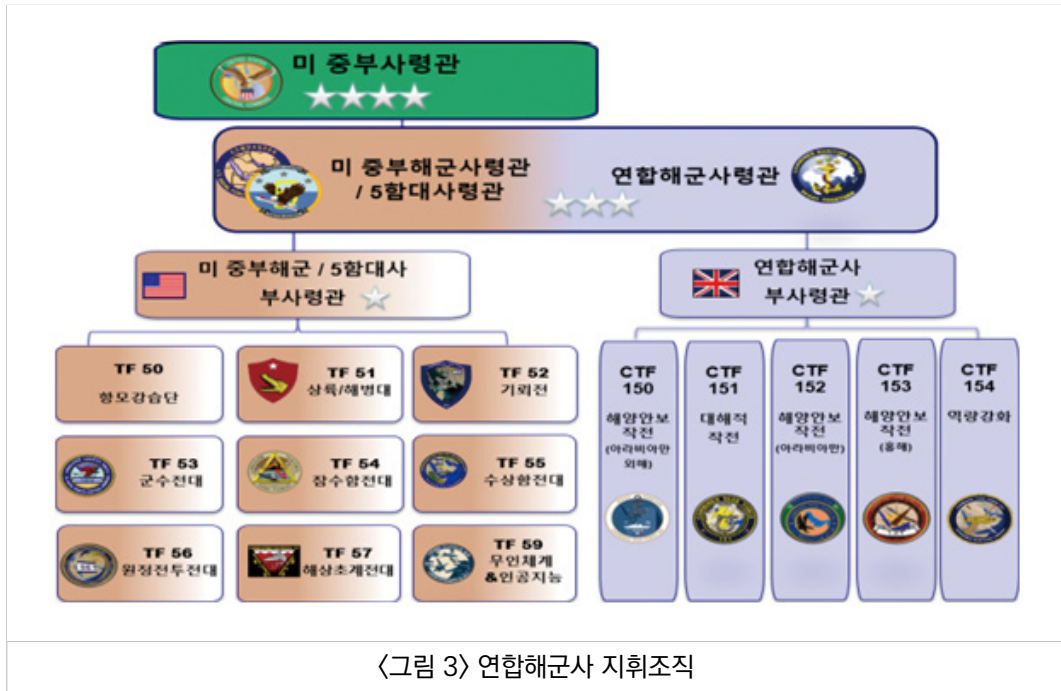 미 중부사령관
미 중부해군사령관
/ 5함대사령관
연합해군사령관
미 중부해군 / 5함대사
부사령관
연합해군사
부사령관
TF 50
항모강습단
TF 51
상륙/해병대
TF 52
기뢰전
TF 53
군수전대
TF 54
잠수함전대
TF 55
수상함전대
TF 56
원정전투전대
TF 57
해상초계전대
TF 59
무인체계
&인공지능
CTF
150
해양안보
작전
(아라비아만
외해)
CTF
151
대해적
작전
CTF
152
해양안보
작전
(아라비아만)
CTF
153
해양안보
작전
(홍해)
CTF
154
역량강화
〈그림 3〉 연합해군사 지휘조직